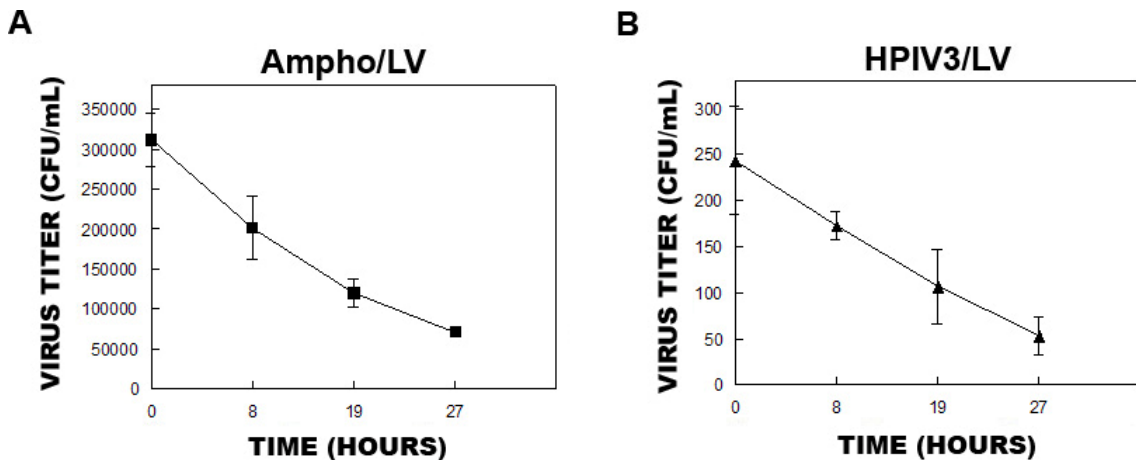 A
Ampho/LV
VIRUS TITER (CFU/mL)
350000
300000
250000
200000
150000
100000
50000
0
0 8 19 27
TIME (HOURS)
B
HPIV3/LV
VIRUS TITER (CFU/mL)
300
250
200
150
100
50
0
0 8 19 27
TIME (HOURS)